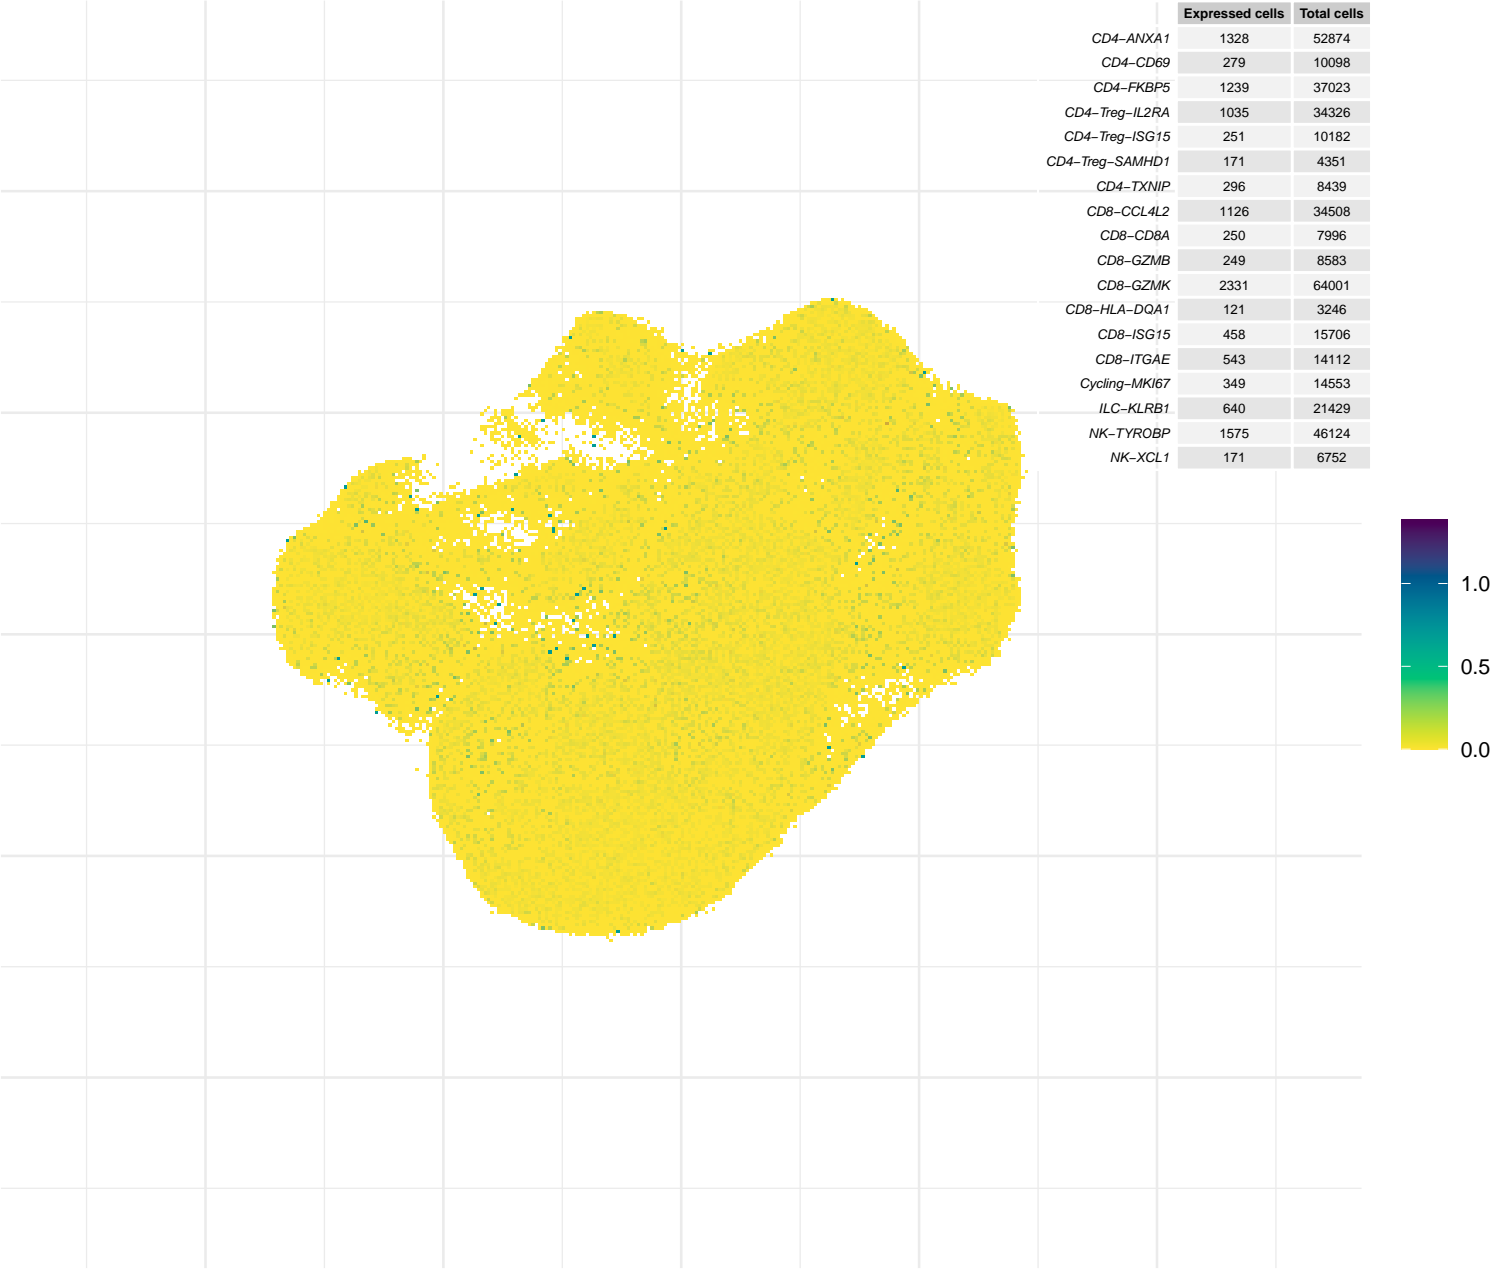 Expressed cells Total cells
CD4−ANXA1 1328 52874
CD4−CD69 279 10098
CD4−FKBP5 1239 37023
CD4−Treg−IL2RA 1035 34326
CD4−Treg−ISG15 251 10182
CD4−Treg−SAMHD1 171 4351
CD4−TXNIP 296 8439
CD8−CCL4L2 1126 34508
CD8−CD8A 250 7996
CD8−GZMB 249 8583
CD8−GZMK 2331 64001
CD8−HLA−DQA1 121 3246
CD8−ISG15 458 15706
CD8−ITGAE 543 14112
Cycling−MKI67 349 14553
ILC−KLRB1 640 21429
NK−TYROBP 1575 46124
NK−XCL1 171 6752
1.0
0.5
0.0